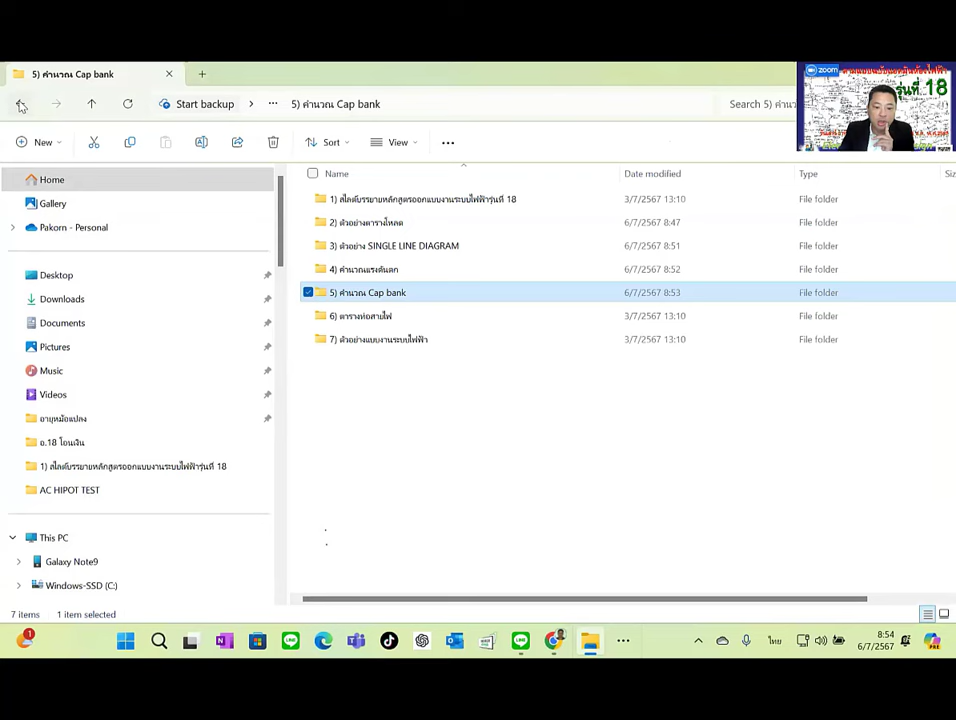 5) คำนวณ Cap bank
Start backup
5) คำนวณ Cap bank
Search 5) คำนว
zoom
รุ่นที่ 18
New
Sort
View
Home
Gallery
Pakorn - Personal
Desktop
Downloads
Documents
Pictures
Music
Videos
อายุหม้อแปลง
อ.18 โอนเงิน
1) สไลด์บรรยายหลักสูตรออกแบบงานระบบไฟฟ้ารุ่นที่ 18
AC HIPOT TEST
This PC
Galaxy Note9
Windows-SSD (C:)
Name Date modified Type Siz
1) สไลด์บรรยายหลักสูตรออกแบบงานระบบไฟฟ้ารุ่นที่ 18 3/7/2567 13:10 File folder
2) ตัวอย่างตารางโหลด 6/7/2567 8:47 File folder
3) ตัวอย่าง SINGLE LINE DIAGRAM 6/7/2567 8:51 File folder
4) คำนวณแรงดันตก 6/7/2567 8:52 File folder
5) คำนวณ Cap bank 6/7/2567 8:53 File folder
6) ตารางท่อสายไฟ 3/7/2567 13:10 File folder
7) ตัวอย่างแบบงานระบบไฟฟ้า 3/7/2567 13:10 File folder
7 items 1 item selected
1
ไทย
8:54
6/7/2567
PRE